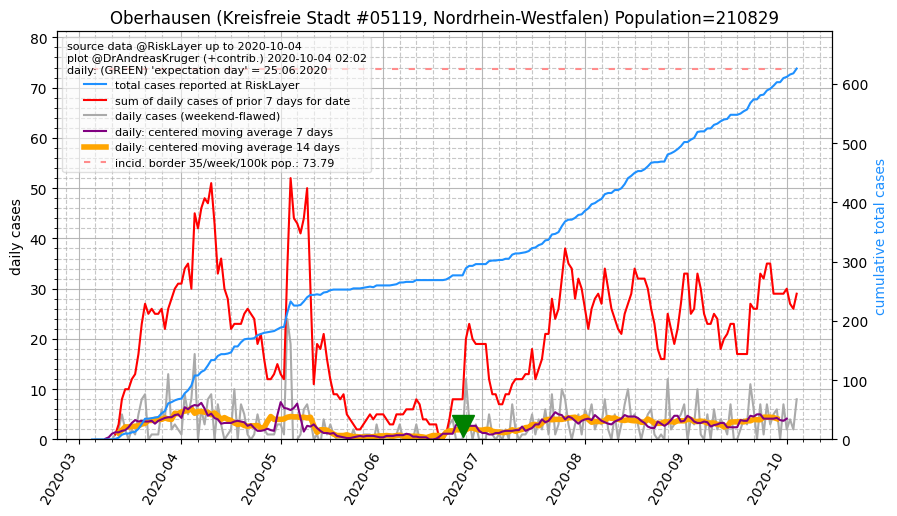 Oberhausen (Kreisfreie Stadt #05119, Nordrhein-Westfalen) Population=210829
source data @RiskLayer up to 2020-10-04
plot @DrAndreasKruger (+contrib.) 2020-10-04 02:02
daily: (GREEN) 'expectation day' = 25.06.2020
total cases reported at RiskLayer
sum of daily cases of prior 7 days for date
daily cases (weekend-flawed)
daily: centered moving average 7 days
daily: centered moving average 14 days
incid. border 35/week/100k pop.: 73.79
daily cases
80
70
60
50
40
30
20
10
0
cumulative total cases
600
500
400
300
200
100
0
2020-03
2020-04
2020-05
2020-06
2020-07
2020-08
2020-09
2020-10